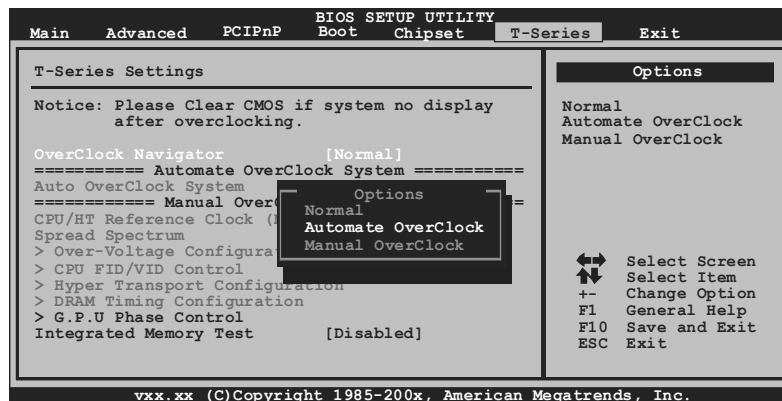 BIOS SETUP UTILITY
Main Advanced PCIPnP Boot Chipset T-Series Exit
T-Series Settings
Notice: Please Clear CMOS if system no display
after overclocking.
OverClock Navigator [Normal]
=========== Automate OverClock System ===========
Auto OverClock System
============ Manual Over ==
CPU/HT Reference Clock (
Spread Spectrum
> Over-Voltage Configura
> CPU FID/VID Control
> Hyper Transport Configuration
> DRAM Timing Configuration
> G.P.U Phase Control
Integrated Memory Test [Disabled]
Options
Normal
Automate OverClock
Manual OverClock
Options
Normal
Automate OverClock
Manual OverClock
Select Screen
Select Item
+- Change Option
F1 General Help
F10 Save and Exit
ESC Exit
vxx.xx (C)Copyright 1985-200x, American Megatrends, Inc.